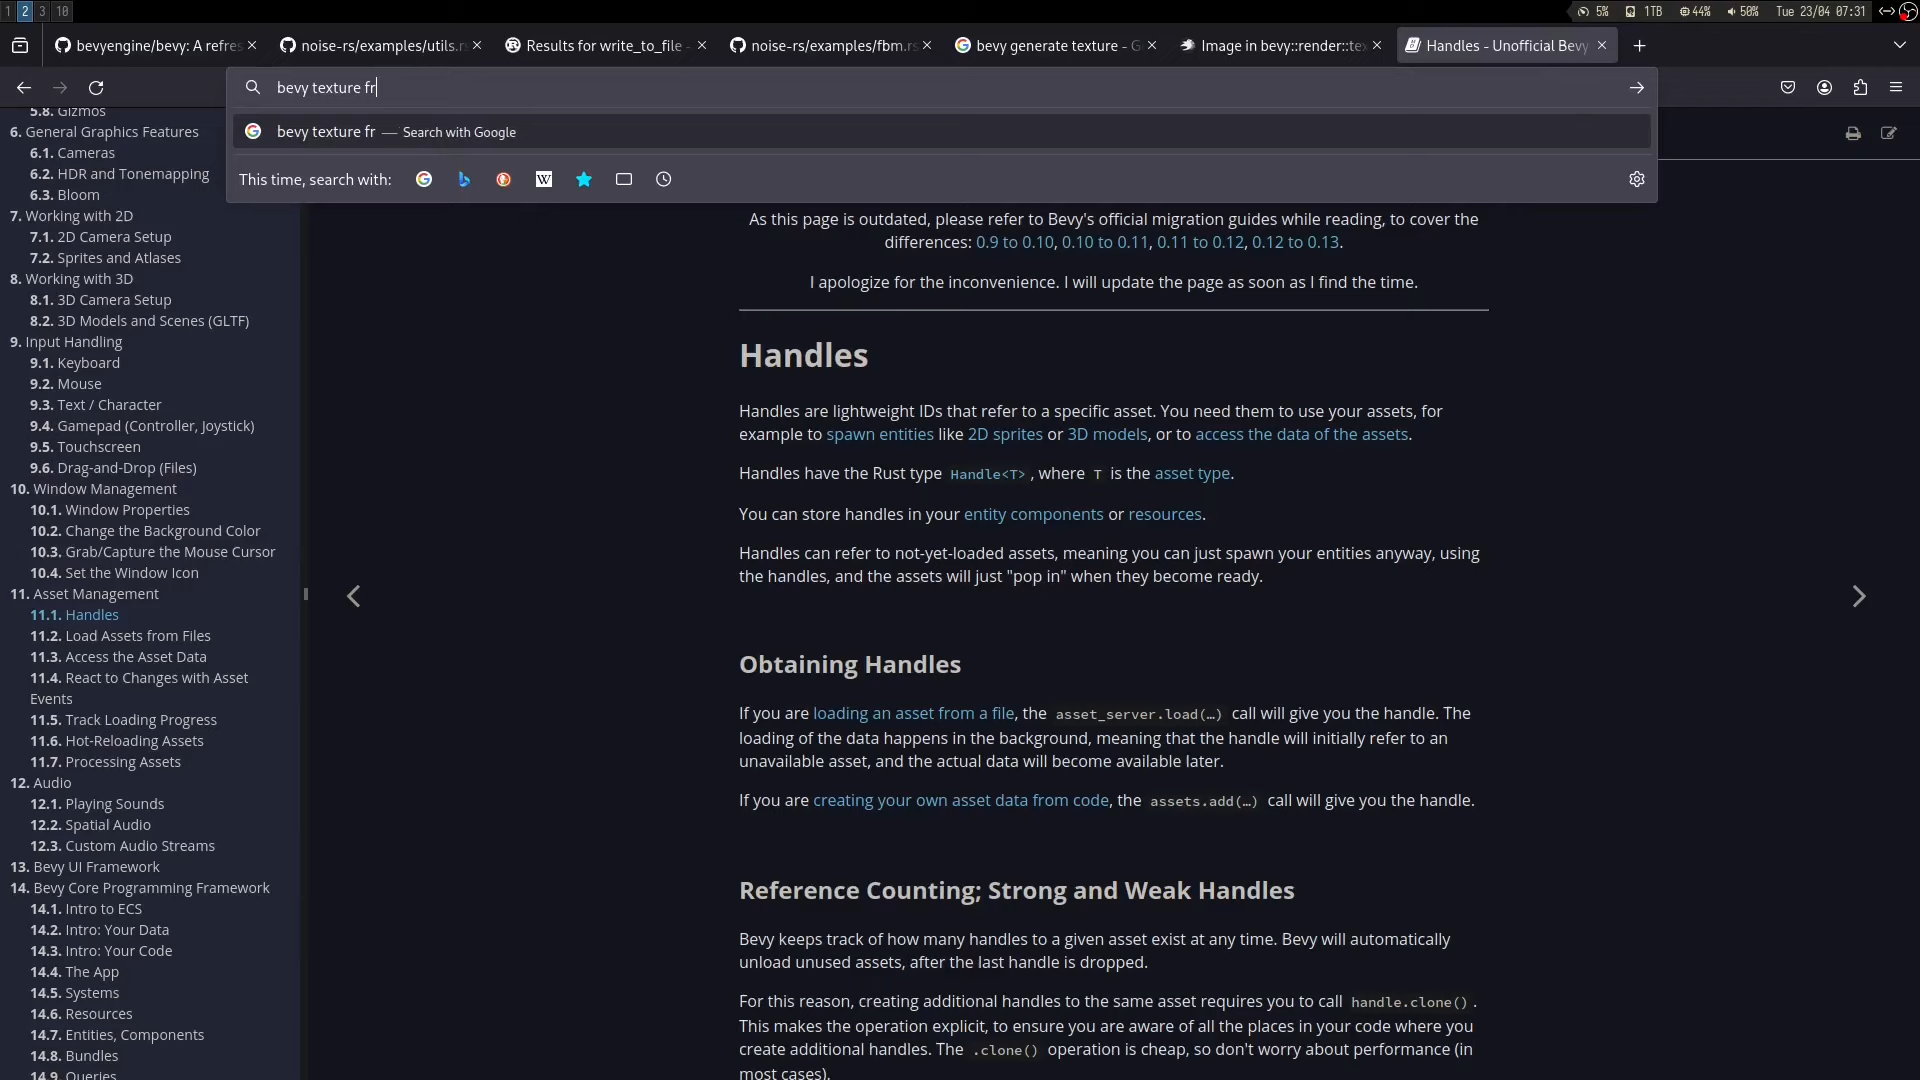 1 2 3 10
5% 1TB 44% 50% Tue 23/04 07:31
bevyengine/bevy: A refres
noise-rs/examples/utils.rs
Results for write_to_file -
noise-rs/examples/fbm.rs
bevy generate texture - G
Image in bevy::render::tex
Handles - Unofficial Bevy
bevy texture fr
bevy texture fr — Search with Google
This time, search with:
5.8. Gizmos
6. General Graphics Features
6.1. Cameras
6.2. HDR and Tonemapping
6.3. Bloom
7. Working with 2D
7.1. 2D Camera Setup
7.2. Sprites and Atlases
8. Working with 3D
8.1. 3D Camera Setup
8.2. 3D Models and Scenes (GLTF)
9. Input Handling
9.1. Keyboard
9.2. Mouse
9.3. Text / Character
9.4. Gamepad (Controller, Joystick)
9.5. Touchscreen
9.6. Drag-and-Drop (Files)
10. Window Management
10.1. Window Properties
10.2. Change the Background Color
10.3. Grab/Capture the Mouse Cursor
10.4. Set the Window Icon
11. Asset Management
11.1. Handles
11.2. Load Assets from Files
11.3. Access the Asset Data
11.4. React to Changes with Asset
Events
11.5. Track Loading Progress
11.6. Hot-Reloading Assets
11.7. Processing Assets
12. Audio
12.1. Playing Sounds
12.2. Spatial Audio
12.3. Custom Audio Streams
13. Bevy UI Framework
14. Bevy Core Programming Framework
14.1. Intro to ECS
14.2. Intro: Your Data
14.3. Intro: Your Code
14.4. The App
14.5. Systems
14.6. Resources
14.7. Entities, Components
14.8. Bundles
14.9. Queries
As this page is outdated, please refer to Bevy's official migration guides while reading, to cover the
differences: 0.9 to 0.10, 0.10 to 0.11, 0.11 to 0.12, 0.12 to 0.13.
I apologize for the inconvenience. I will update the page as soon as I find the time.
Handles
Handles are lightweight IDs that refer to a specific asset. You need them to use your assets, for
example to spawn entities like 2D sprites or 3D models, or to access the data of the assets.
Handles have the Rust type Handle<T>, where T is the asset type.
You can store handles in your entity components or resources.
Handles can refer to not-yet-loaded assets, meaning you can just spawn your entities anyway, using
the handles, and the assets will just "pop in" when they become ready.
Obtaining Handles
If you are loading an asset from a file, the asset_server.load(…) call will give you the handle. The
loading of the data happens in the background, meaning that the handle will initially refer to an
unavailable asset, and the actual data will become available later.
If you are creating your own asset data from code, the assets.add(…) call will give you the handle.
Reference Counting; Strong and Weak Handles
Bevy keeps track of how many handles to a given asset exist at any time. Bevy will automatically
unload unused assets, after the last handle is dropped.
For this reason, creating additional handles to the same asset requires you to call handle.clone().
This makes the operation explicit, to ensure you are aware of all the places in your code where you
create additional handles. The .clone() operation is cheap, so don't worry about performance (in
most cases).